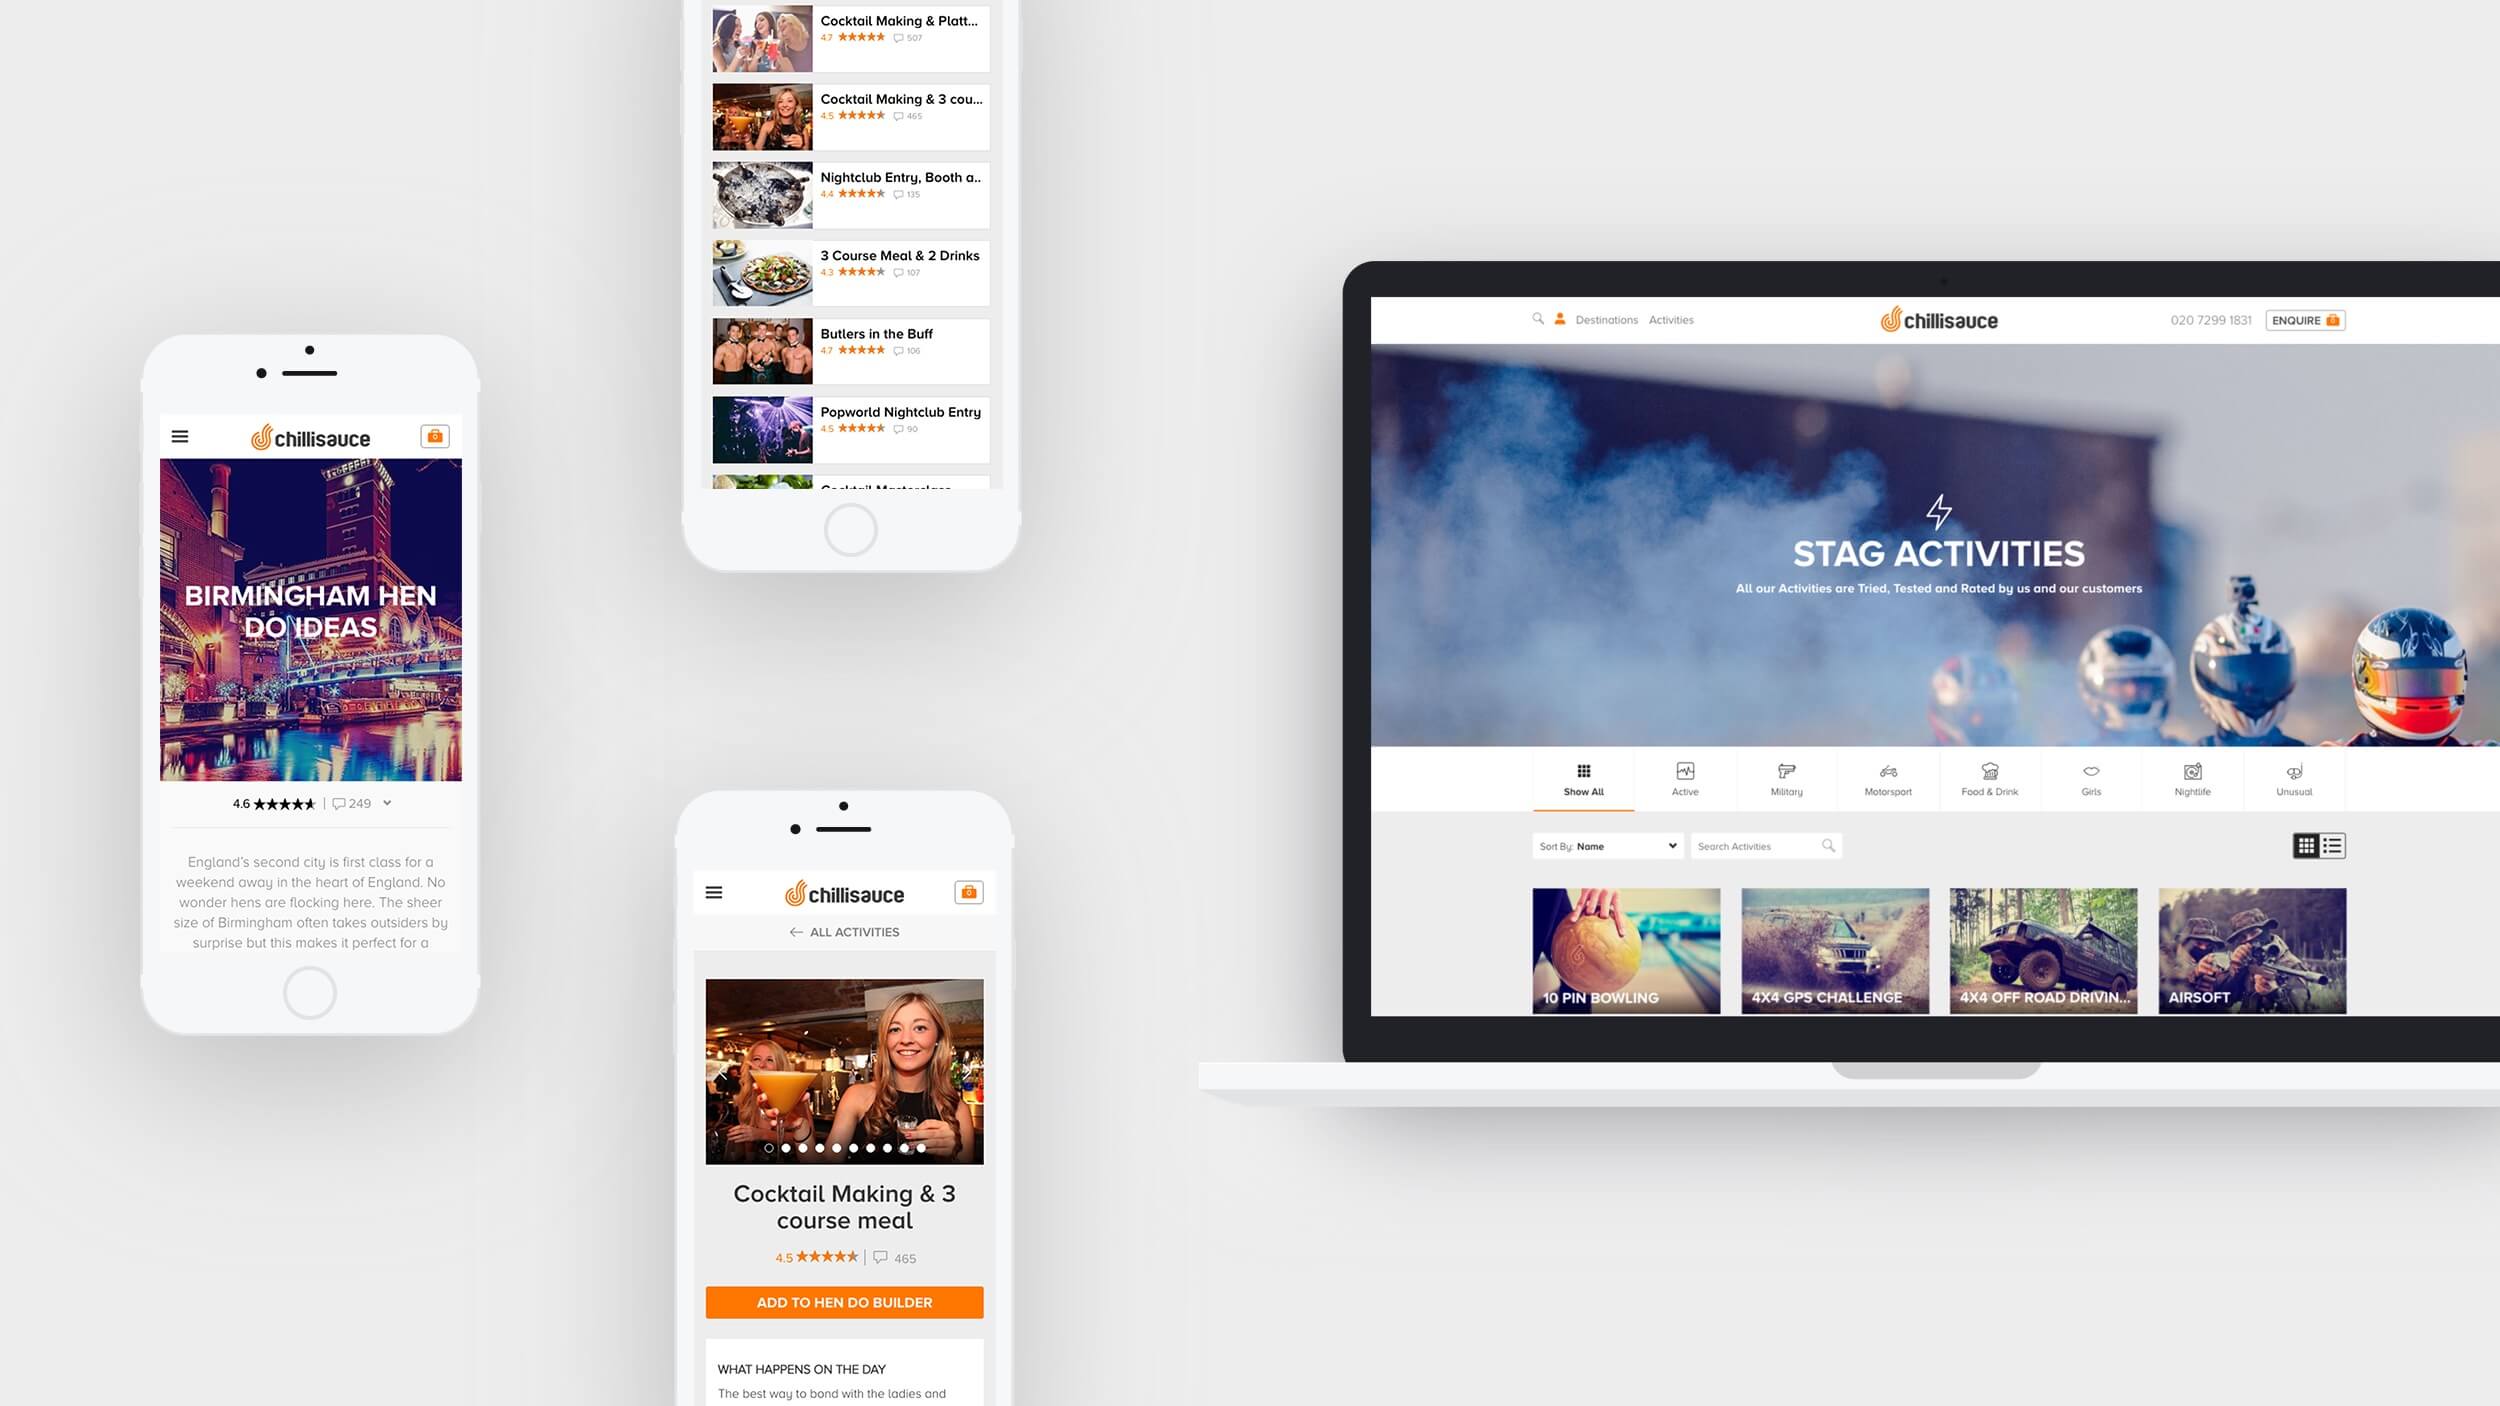 chillisauce
BIRMINGHAM HEN
DO IDEAS
4.6 249
England's second city is first class for a
weekend away in the heart of England. No
wonder hens are flocking here. The sheer
size of Birmingham often takes outsiders by
surprise but this makes it perfect for a
Cocktail Making & Platt...
4.7 507
Cocktail Making & 3 cou...
4.5 465
Nightclub Entry, Booth a..
4.4 135
3 Course Meal & 2 Drinks
4.3 107
Butlers in the Buff
4.7 106
Popworld Nightclub Entry
4.5 90
Cocktail Masterclass
chillisauce
ALL ACTIVITIES
Cocktail Making & 3
course meal
4.5 465
ADD TO HEN DO BUILDER
WHAT HAPPENS ON THE DAY
The best way to bond with the ladies and
Destinations Activities
chillisauce
020 7299 1831 ENQUIRE
STAG ACTIVITIES
All our Activities are Tried, Tested and Rated by us and our customers
Show All Active Military Motorsport Food & Drink Girls Nightlife Unusual
Sort By: Name Search Activities
10 PIN BOWLING 4X4 GPS CHALLENGE 4X4 OFF ROAD DRIVIN... AIRSOFT